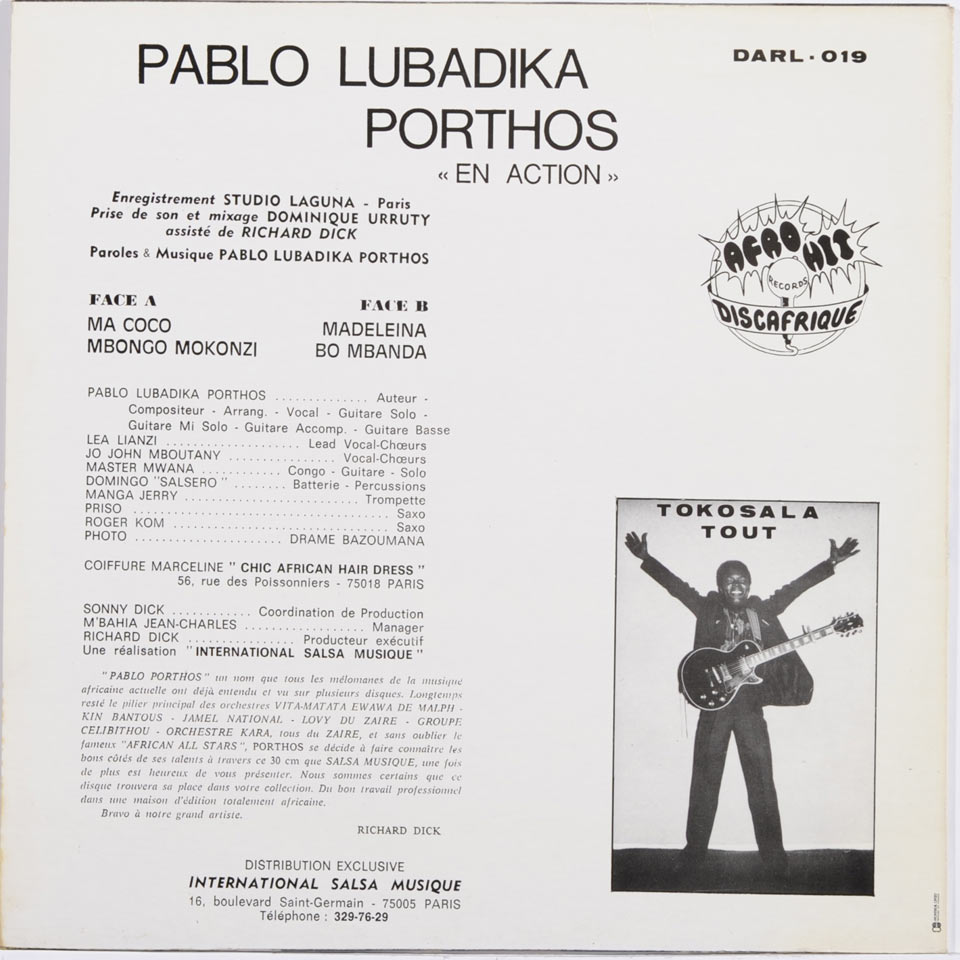 PABLO LUBADIKA
PORTHOS
« EN ACTION »
DARL - 019
Enregistrement STUDIO LAGUNA - Paris
Prise de son et mixage DOMINIQUE URRUTY
assisté de RICHARD DICK
Paroles & Musique PABLO LUBADIKA PORTHOS
AFRO HIT
RECORDS
DISCAFRIQUE
FACE A FACE B
MA COCO MADELEINA
MBONGO MOKONZI BO MBANDA
PABLO LUBADIKA PORTHOS .............. Auteur -
Compositeur - Arrang. - Vocal - Guitare Solo -
Guitare Mi Solo - Guitare Accomp. - Guitare Basse
LEA LIANZI .................... Lead Vocal-Chœurs
JO JOHN MBOUTANY ................ Vocal-Chœurs
MASTER MWANA ............ Congo - Guitare - Solo
DOMINGO "SALSERO" ........ Batterie - Percussions
MANGA JERRY .......................... Trompette
PRISO ...................................... Saxo
ROGER KOM ................................ Saxo
PHOTO ...................... DRAME BAZOUMANA
COIFFURE MARCELINE " CHIC AFRICAN HAIR DRESS "
56, rue des Poissonniers - 75018 PARIS
SONNY DICK ............ Coordination de Production
M'BAHIA JEAN-CHARLES .................. Manager
RICHARD DICK ................ Producteur exécutif
Une réalisation " INTERNATIONAL SALSA MUSIQUE "
"PABLO PORTHOS" un nom que tous les mélomanes de la musique
africaine actuelle ont déjà entendu et vu sur plusieurs disques. Longtemps
resté le pilier principal des orchestres VITA-MATATA EWAWA DE MALPH -
KIN BANTOUS - JAMEL NATIONAL - LOVY DU ZAIRE - GROUPE
CELIBITHOU - ORCHESTRE KARA, tous du ZAIRE, et sans oublier le
fameux "AFRICAN ALL STARS", PORTHOS se décide à faire connaître les
bons côtés de ses talents à travers ce 30 cm que SALSA MUSIQUE, une fois
de plus est heureux de vous présenter. Nous sommes certains que ce
disque trouvera sa place dans votre collection. Du bon travail professionnel
dans une maison d'édition totalement africaine.
Bravo à notre grand artiste.
RICHARD DICK
TOKOSALA
TOUT
DISTRIBUTION EXCLUSIVE
INTERNATIONAL SALSA MUSIQUE
16, boulevard Saint-Germain - 75005 PARIS
Téléphone : 329-76-29